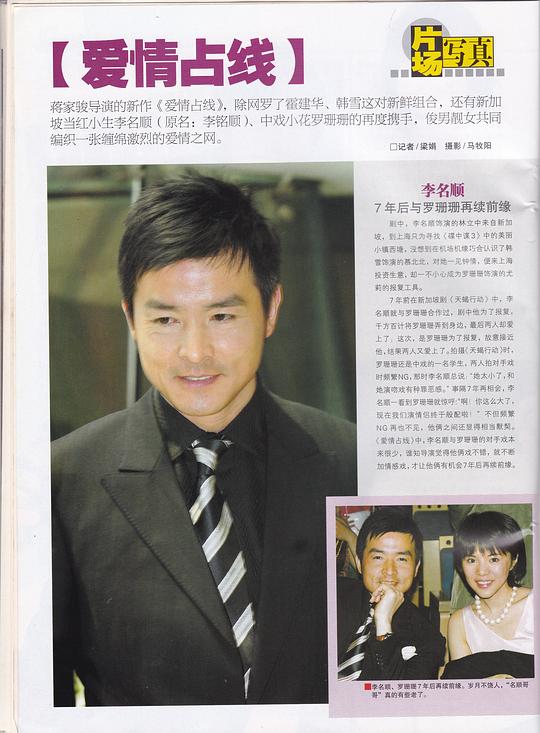 【爱情占线】
片场写真
蒋家骏导演的新作《爱情占线》，除网罗了霍建华、韩雪这对新鲜组合，还有新加
坡当红小生李名顺（原名：李铭顺）、中戏小花罗珊珊的再度携手，俊男靓女共同
编织一张缠绵激烈的爱情之网。
□记者/梁娟 摄影/马牧阳
李名顺
7年后与罗珊珊再续前缘
剧中，李名顺饰演的林立中来自新加
坡，到上海只为寻找《碟中谍3》中的美丽
小镇西塘，没想到在机场机缘巧合认识了韩
雪饰演的慕北北，对她一见钟情，便来上海
投资生意，却一不小心成为罗珊珊饰演的尤
莉的报复工具。
7年前在新加坡剧《天蝎行动》中，李
名顺就与罗珊珊合作过，剧中他为了报复，
千方百计将罗珊珊弄到身边，最后两人却爱
上了；这次，是罗珊珊为了报复，故意接近
他，结果两人又爱上了。拍摄《天蝎行动》时，
罗珊珊还是中戏的一名学生，两人拍对手戏
时频繁NG，那时李名顺总说：“她太小了，和
她演吻戏有种罪恶感。”事隔7年再相会，李
名顺一看到罗珊珊就惊呼：“啊！你这么大了，
现在我们演情侣终于般配啦！”不但频繁
NG再也不见，他俩之间还显得相当默契。
《爱情占线》中，李名顺与罗珊珊的对手戏本
来很少，谁知导演觉得他俩戏不错，就不断
加情感戏，才让他俩有机会7年后再续前缘。
■李名顺、罗珊珊7年后再续前缘。岁月不饶人，“名顺哥
哥”真的有些老了。